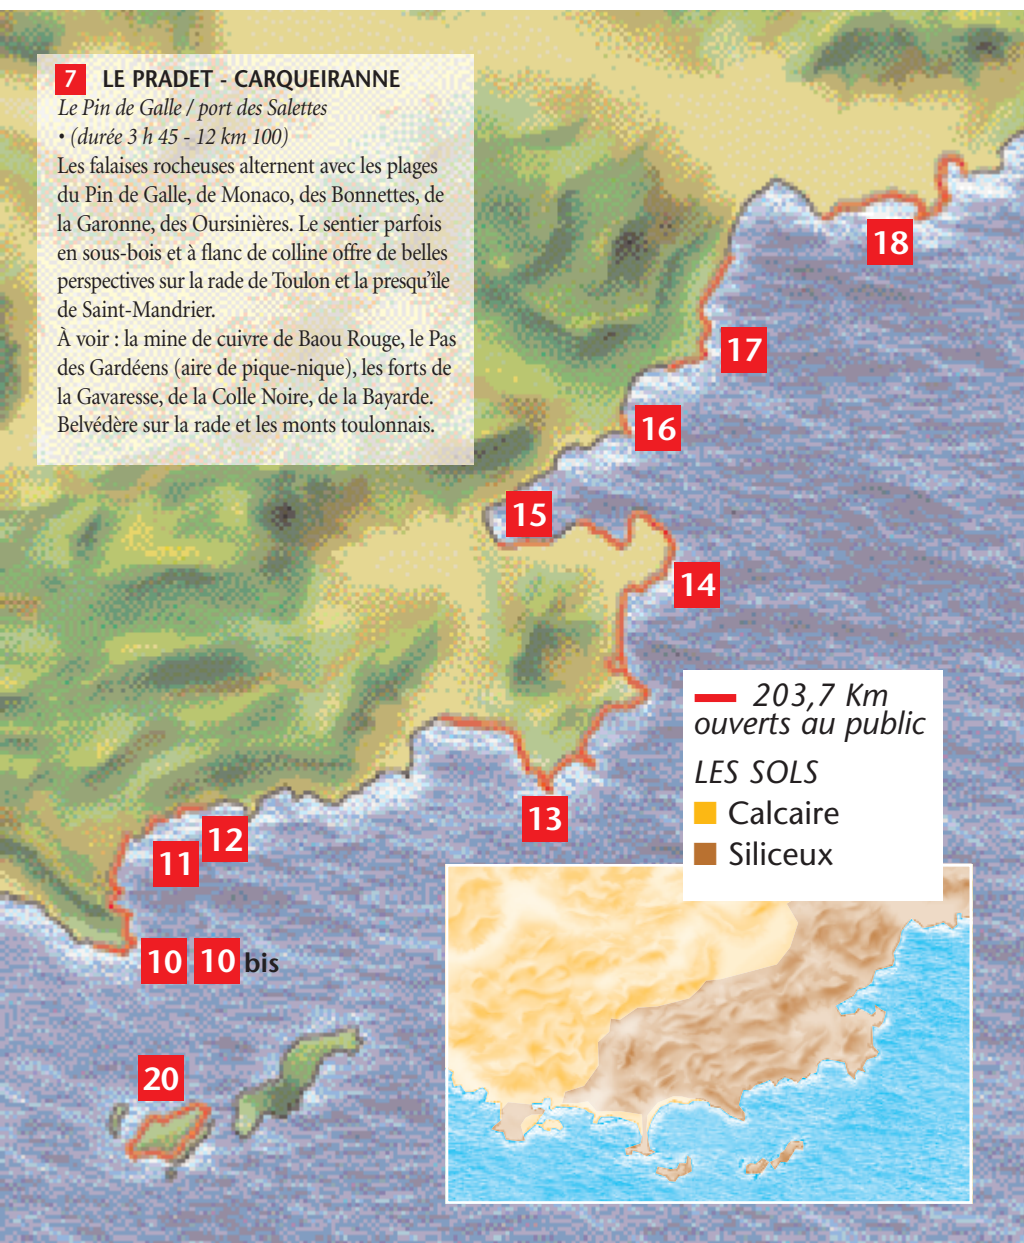 7 LE PRADET - CARQUEIRANNE
Le Pin de Galle / port des Salettes
• (durée 3 h 45 - 12 km 100)
Les falaises rocheuses alternent avec les plages
du Pin de Galle, de Monaco, des Bonnettes, de
la Garonne, des Oursinières. Le sentier parfois
en sous-bois et à flanc de colline offre de belles
perspectives sur la rade de Toulon et la presqu'île
de Saint-Mandrier.
À voir : la mine de cuivre de Baou Rouge, le Pas
des Gardéens (aire de pique-nique), les forts de
la Gavaresse, de la Colle Noire, de la Bayarde.
Belvédère sur la rade et les monts toulonnais.
18
17
16
15
14
13
12
11
10 10 bis
20
203,7 Km
ouverts au public
LES SOLS
Calcaire
Siliceux